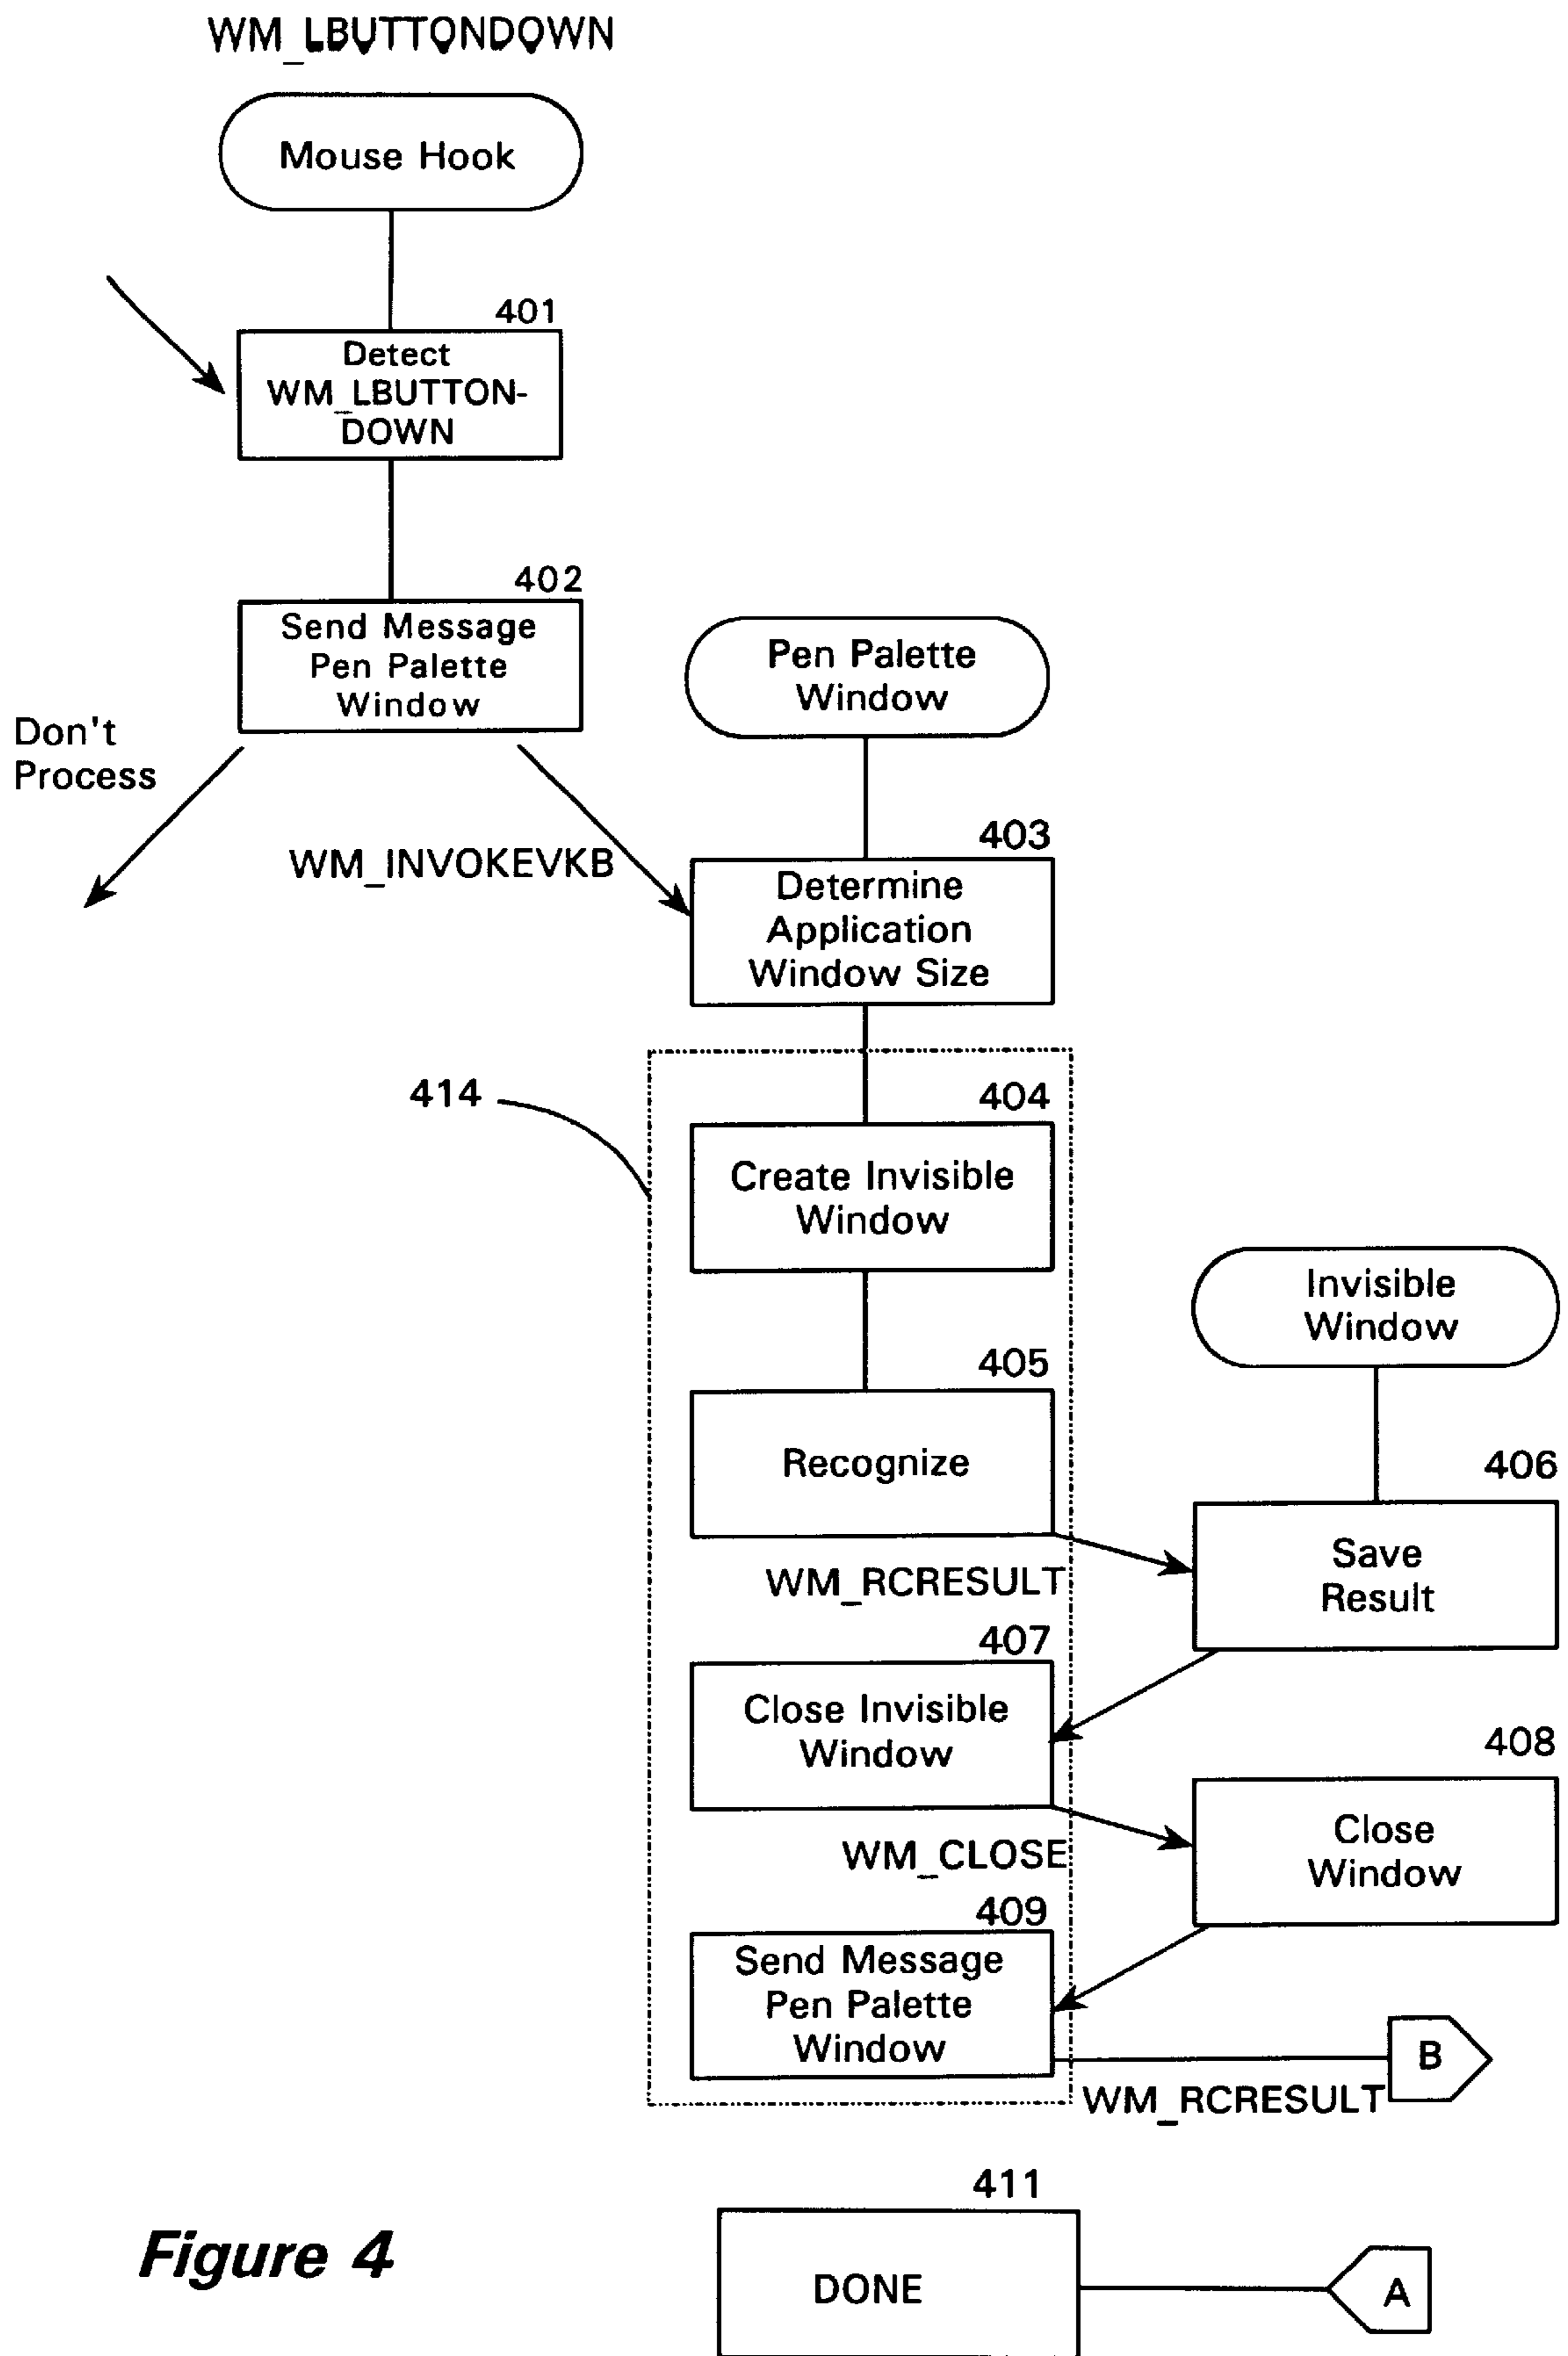 WM_LBUTTONDOWN
Mouse Hook
401
Detect
WM_LBUTTON-
DOWN
402
Send Message
Pen Palette
Window
Don't
Process
WM_INVOKEVKB
Pen Palette
Window
403
Determine
Application
Window Size
414
404
Create Invisible
Window
Invisible
Window
405
Recognize
406
Save
Result
WM_RCRESULT
407
Close Invisible
Window
408
Close
Window
WM_CLOSE
409
Send Message
Pen Palette
Window
B
WM_RCRESULT
411
DONE
A
Figure 4